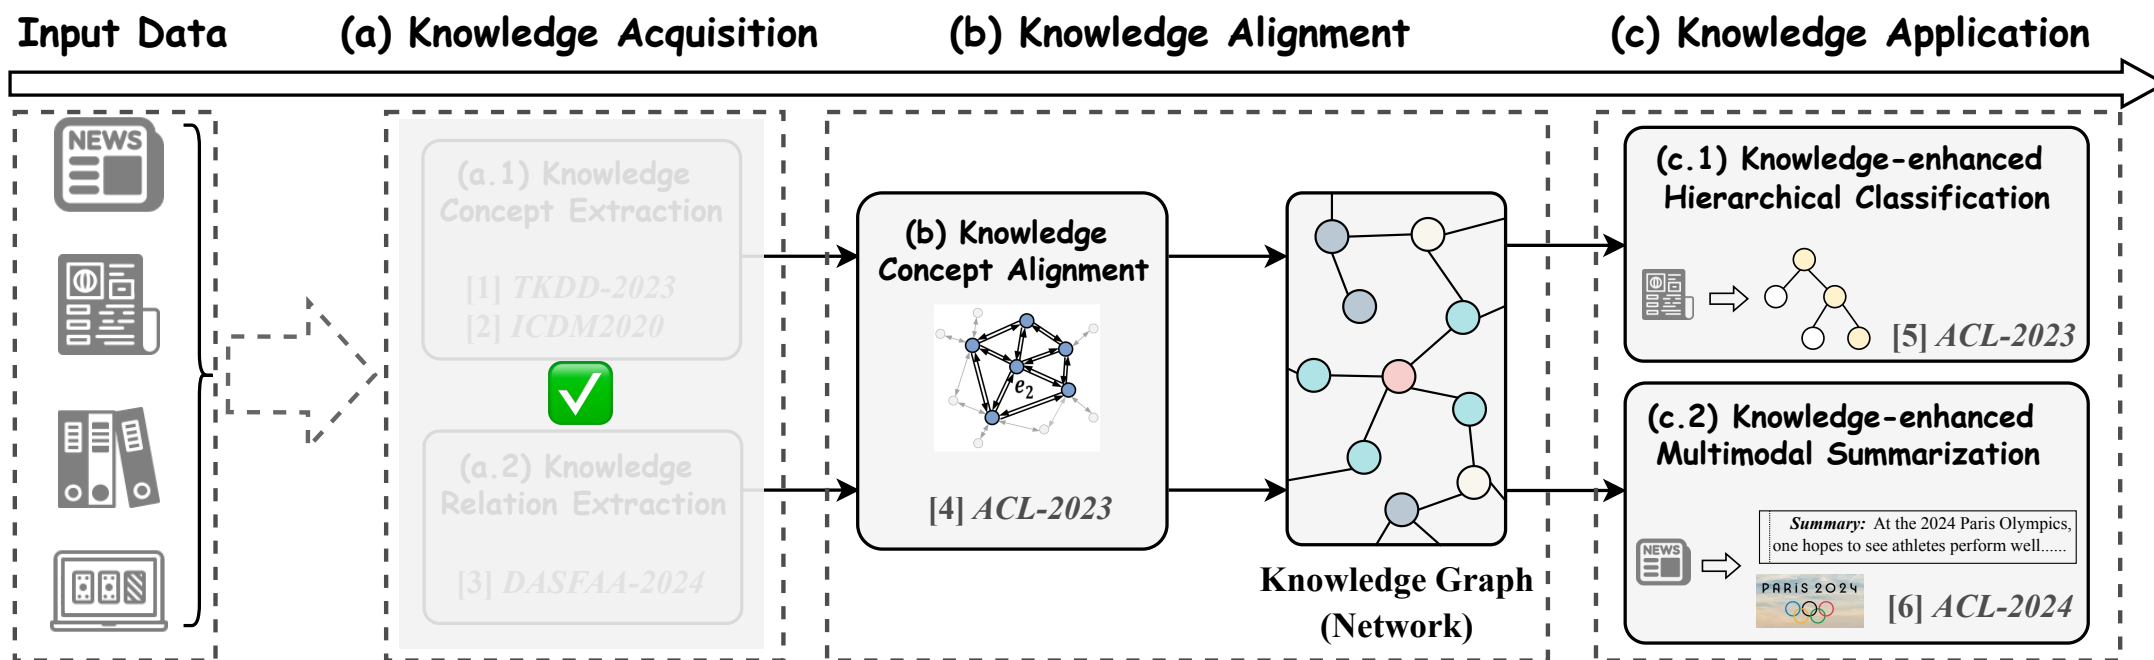 Input Data
(a) Knowledge Acquisition
(b) Knowledge Alignment
(c) Knowledge Application
NEWS
(a.1) Knowledge
Concept Extraction
[1] TKDD-2023
[2] ICDM2020
(a.2) Knowledge
Relation Extraction
[3] DASFAA-2024
(b) Knowledge
Concept Alignment
e2
[4] ACL-2023
Knowledge Graph
(Network)
(c.1) Knowledge-enhanced
Hierarchical Classification
[5] ACL-2023
(c.2) Knowledge-enhanced
Multimodal Summarization
Summary: At the 2024 Paris Olympics,
one hopes to see athletes perform well......
NEWS
PARIS 2024
[6] ACL-2024